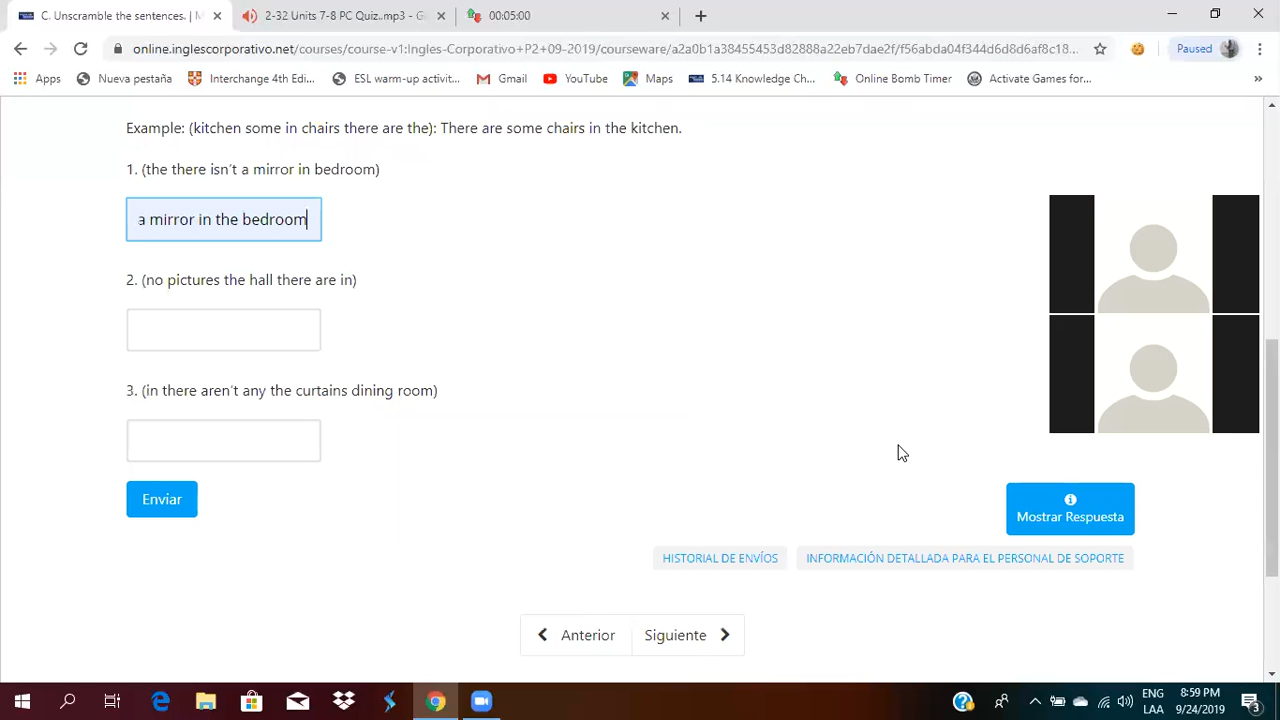 C. Unscramble the sentences. | M
2-32 Units 7-8 PC Quiz..mp3 - G
00:05:00
online.inglescorporativo.net/courses/course-v1:Ingles-Corporativo+P2+09-2019/courseware/a2a0b1a38455453d82888a22eb7dae2f/f56abda04f344d6d8d6af8c18...
Paused
Apps
Nueva pestaña
Interchange 4th Edi...
ESL warm-up activit...
Gmail
YouTube
Maps
5.14 Knowledge Ch...
Online Bomb Timer
Activate Games for...
»
Example: (kitchen some in chairs there are the): There are some chairs in the kitchen.
1. (the there isn't a mirror in bedroom)
a mirror in the bedroom
2. (no pictures the hall there are in)
3. (in there aren't any the curtains dining room)
Enviar
Mostrar Respuesta
HISTORIAL DE ENVÍOS
INFORMACIÓN DETALLADA PARA EL PERSONAL DE SOPORTE
Anterior
Siguiente
ENG
LAA
8:59 PM
9/24/2019
3